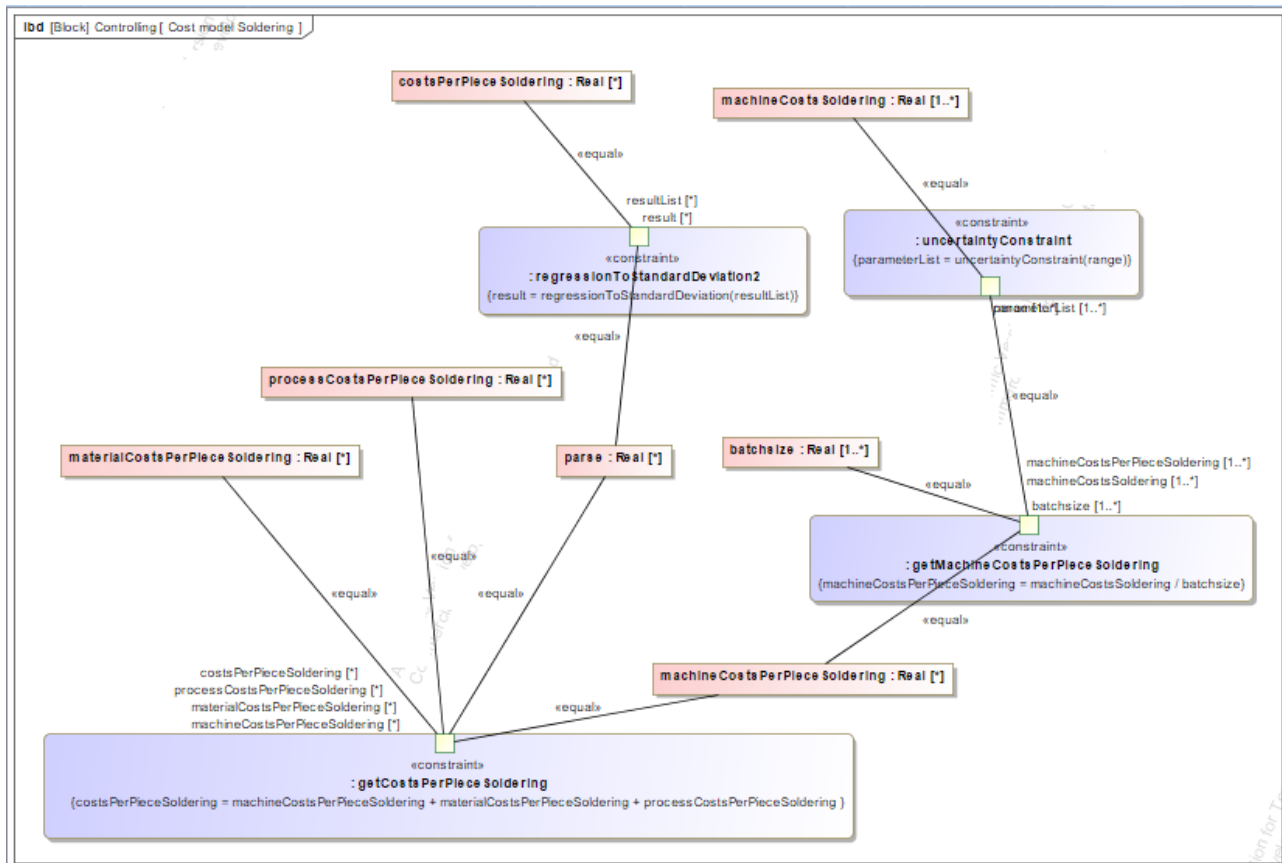 ibd [Block] Controlling [ Cost model Soldering ]
costsPerPieceSoldering : Real [*]
machineCostsSoldering : Real [1..*]
«equal»
«equal»
resultList [*]
result [*]
«constraint»
: regressionToStandardDeviation2
{result = regressionToStandardDeviation(resultList)}
«constraint»
: uncertaintyConstraint
{parameterList = uncertaintyConstraint(range)}
parameterList [1..*]
«equal»
«equal»
processCostsPerPieceSoldering : Real [*]
materialCostsPerPieceSoldering : Real [*]
parse : Real [*]
batchsize : Real [1..*]
«equal»
machineCostsPerPieceSoldering [1..*]
machineCostsSoldering [1..*]
batchsize [1..*]
«constraint»
: getMachineCostsPerPieceSoldering
{machineCostsPerPieceSoldering = machineCostsSoldering / batchsize}
«equal»
«equal»
«equal»
«equal»
machineCostsPerPieceSoldering : Real [*]
«equal»
costsPerPieceSoldering [*]
processCostsPerPieceSoldering [*]
materialCostsPerPieceSoldering [*]
machineCostsPerPieceSoldering [*]
«constraint»
: getCostsPerPieceSoldering
{costsPerPieceSoldering = machineCostsPerPieceSoldering + materialCostsPerPieceSoldering + processCostsPerPieceSoldering }